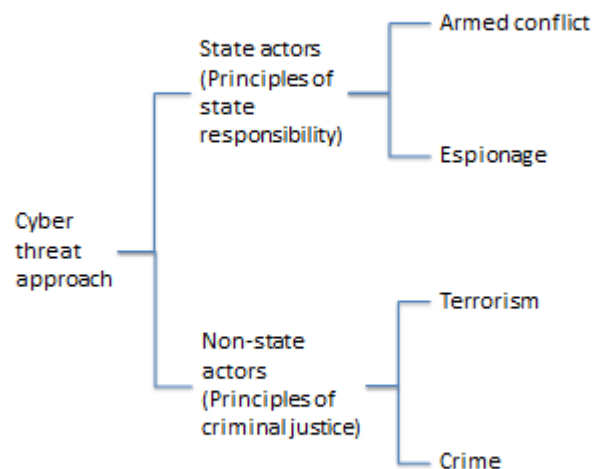 Cyber
threat
approach
State actors
(Principles of
state
responsibility)
Armed conflict
Espionage
Non-state
actors
(Principles of
criminal justice)
Terrorism
Crime